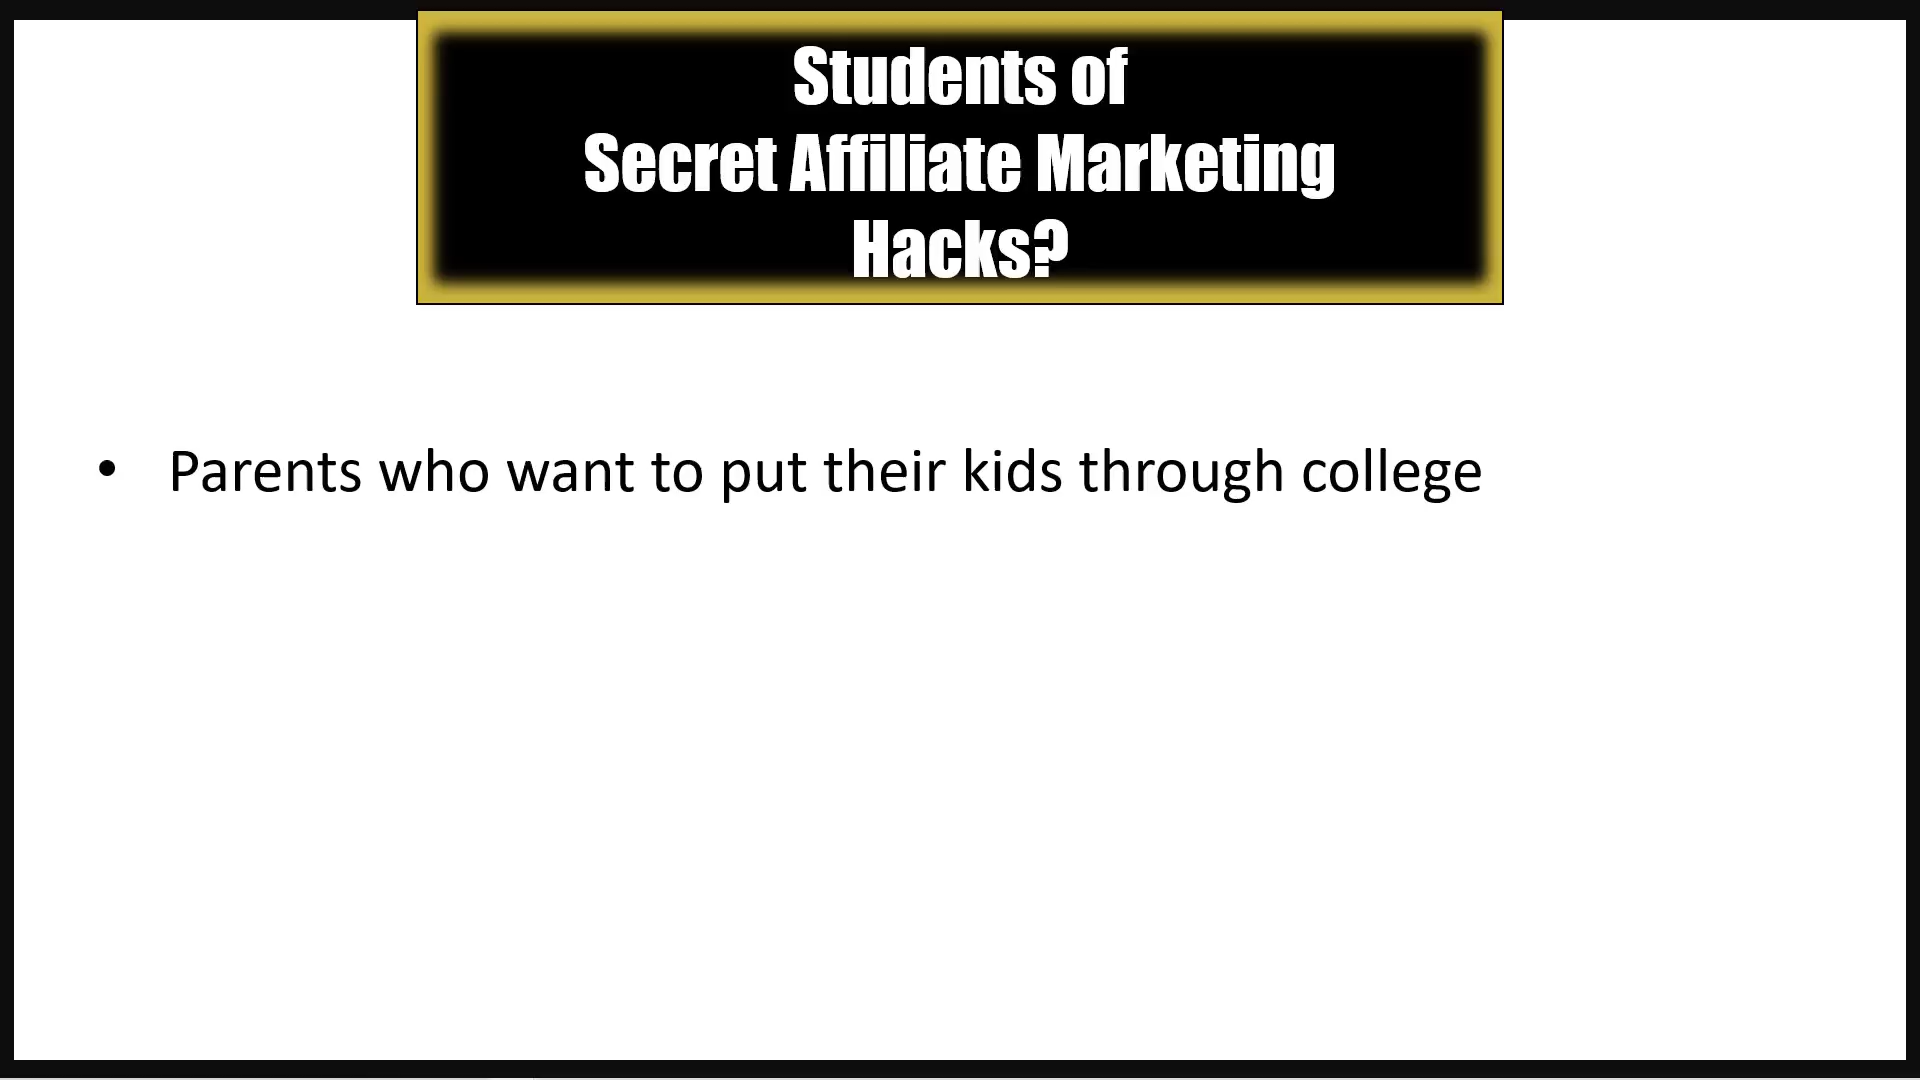 Students of
Secret Affiliate Marketing
Hacks?
• Parents who want to put their kids through college